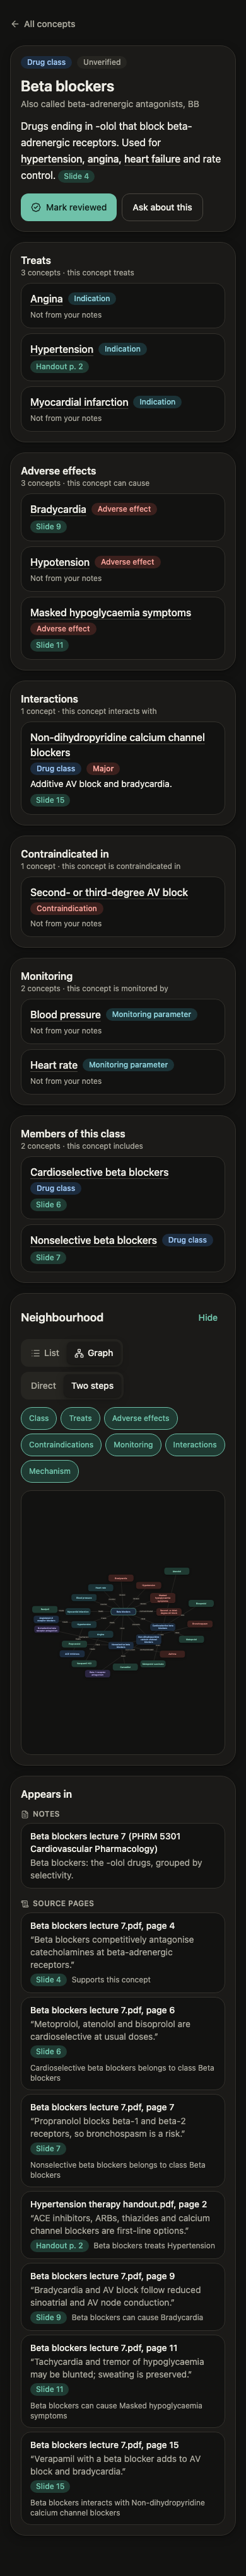 ← All concepts
Drug class Unverified
Beta blockers
Also called beta-adrenergic antagonists, BB
Drugs ending in -olol that block beta-
adrenergic receptors. Used for
hypertension, angina, heart failure and rate
control. Slide 4
Mark reviewed Ask about this
Treats
3 concepts · this concept treats
Angina Indication
Not from your notes
Hypertension Indication
Handout p. 2
Myocardial infarction Indication
Not from your notes
Adverse effects
3 concepts · this concept can cause
Bradycardia Adverse effect
Slide 9
Hypotension Adverse effect
Not from your notes
Masked hypoglycaemia symptoms
Adverse effect
Slide 11
Interactions
1 concept · this concept interacts with
Non-dihydropyridine calcium channel
blockers
Drug class Major
Additive AV block and bradycardia.
Slide 15
Contraindicated in
1 concept · this concept is contraindicated in
Second- or third-degree AV block
Contraindication
Not from your notes
Monitoring
2 concepts · this concept is monitored by
Blood pressure Monitoring parameter
Not from your notes
Heart rate Monitoring parameter
Not from your notes
Members of this class
2 concepts · this concept includes
Cardioselective beta blockers
Drug class
Slide 6
Nonselective beta blockers Drug class
Slide 7
Neighbourhood Hide
List Graph
Direct Two steps
Class Treats Adverse effects
Contraindications Monitoring Interactions
Mechanism
Appears in
NOTES
Beta blockers lecture 7 (PHRM 5301
Cardiovascular Pharmacology)
Beta blockers: the -olol drugs, grouped by
selectivity.
SOURCE PAGES
Beta blockers lecture 7.pdf, page 4
“Beta blockers competitively antagonise
catecholamines at beta-adrenergic
receptors.”
Slide 4 Supports this concept
Beta blockers lecture 7.pdf, page 6
“Metoprolol, atenolol and bisoprolol are
cardioselective at usual doses.”
Slide 6
Cardioselective beta blockers belongs to class Beta
blockers
Beta blockers lecture 7.pdf, page 7
“Propranolol blocks beta-1 and beta-2
receptors, so bronchospasm is a risk.”
Slide 7
Nonselective beta blockers belongs to class Beta
blockers
Hypertension therapy handout.pdf, page 2
“ACE inhibitors, ARBs, thiazides and calcium
channel blockers are first-line options.”
Handout p. 2 Beta blockers treats Hypertension
Beta blockers lecture 7.pdf, page 9
“Bradycardia and AV block follow reduced
sinoatrial and AV node conduction.”
Slide 9 Beta blockers can cause Bradycardia
Beta blockers lecture 7.pdf, page 11
“Tachycardia and tremor of hypoglycaemia
may be blunted; sweating is preserved.”
Slide 11
Beta blockers can cause Masked hypoglycaemia
symptoms
Beta blockers lecture 7.pdf, page 15
“Verapamil with a beta blocker adds to AV
block and bradycardia.”
Slide 15
Beta blockers interacts with Non-dihydropyridine
calcium channel blockers